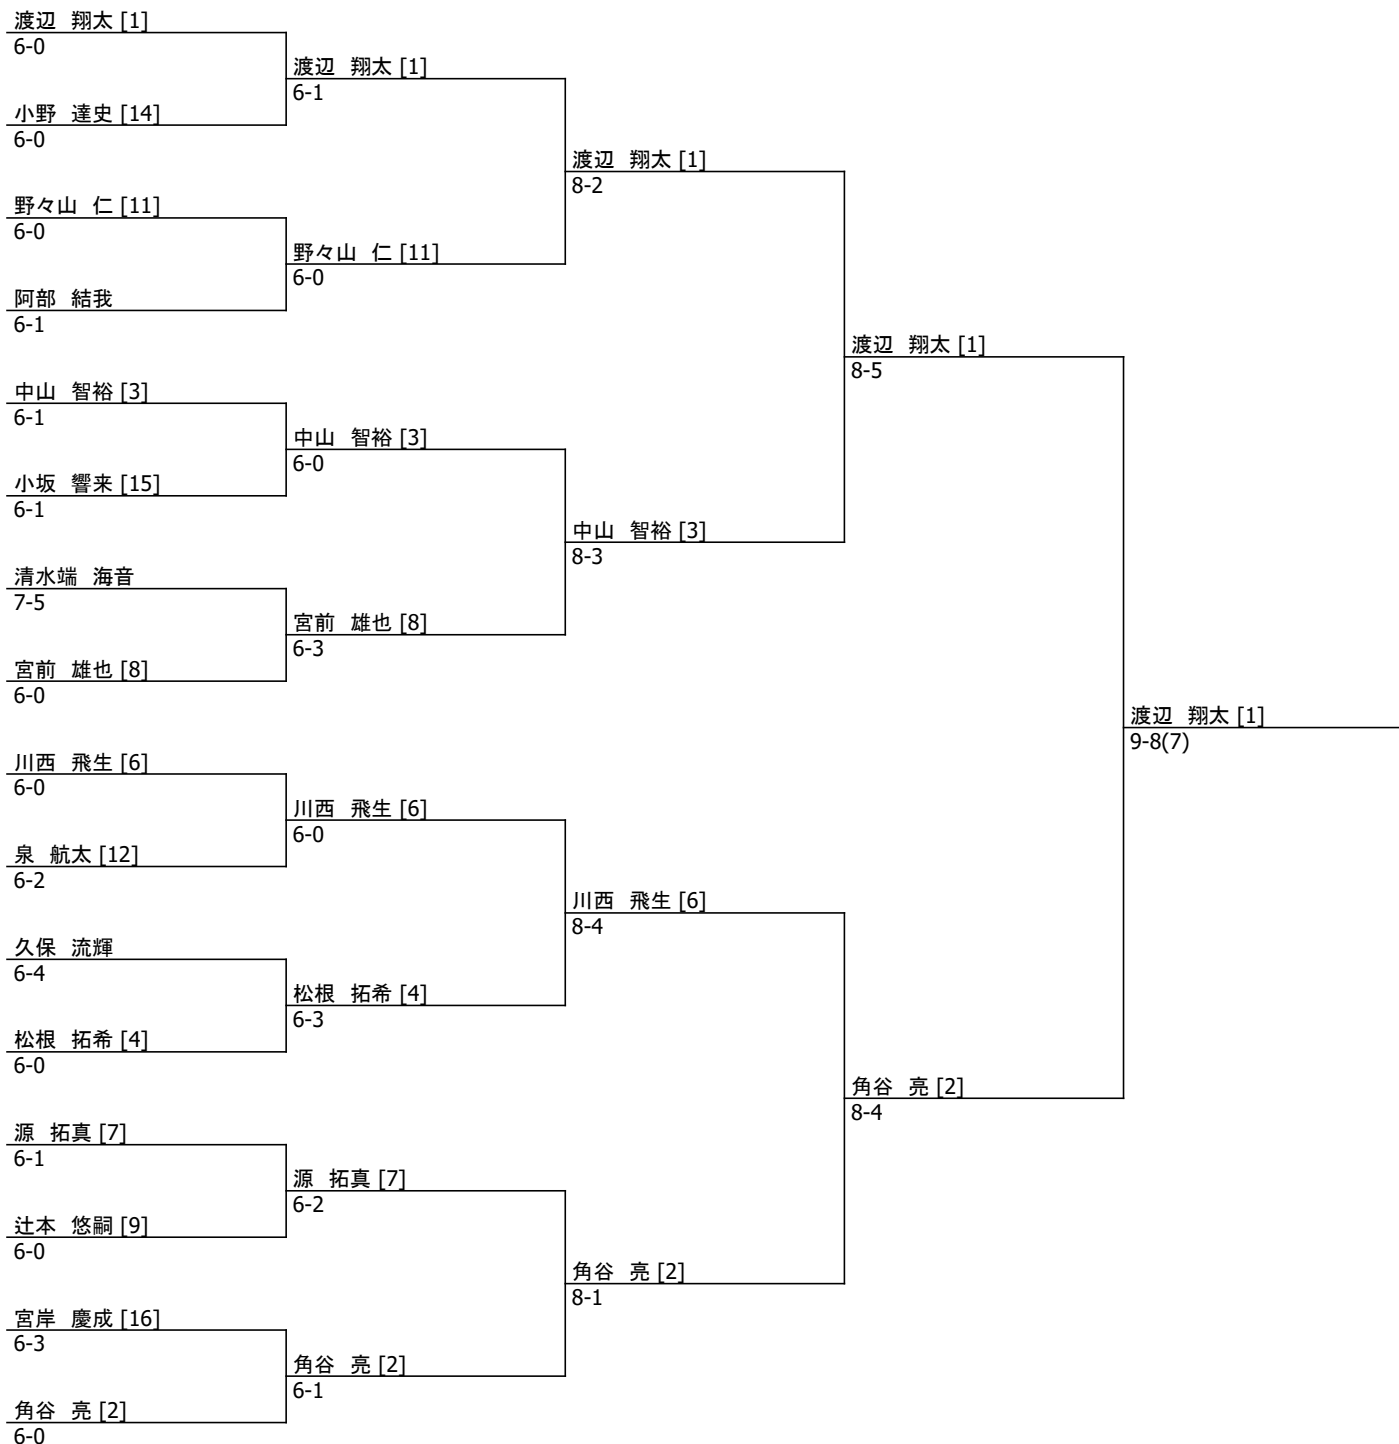 渡辺 翔太 [1]
6-0
小野 達史 [14]
6-0
野々山 仁 [11]
6-0
阿部 結我
6-1
中山 智裕 [3]
6-1
小坂 響来 [15]
6-1
清水端 海音
7-5
宮前 雄也 [8]
6-0
川西 飛生 [6]
6-0
泉 航太 [12]
6-2
久保 流輝
6-4
松根 拓希 [4]
6-0
源 拓真 [7]
6-1
辻本 悠嗣 [9]
6-0
宮岸 慶成 [16]
6-3
角谷 亮 [2]
6-0
渡辺 翔太 [1]
6-1
野々山 仁 [11]
6-0
中山 智裕 [3]
6-0
宮前 雄也 [8]
6-3
川西 飛生 [6]
6-0
松根 拓希 [4]
6-3
源 拓真 [7]
6-2
角谷 亮 [2]
6-1
渡辺 翔太 [1]
8-2
中山 智裕 [3]
8-3
川西 飛生 [6]
8-4
角谷 亮 [2]
8-1
渡辺 翔太 [1]
8-5
角谷 亮 [2]
8-4
渡辺 翔太 [1]
9-8(7)